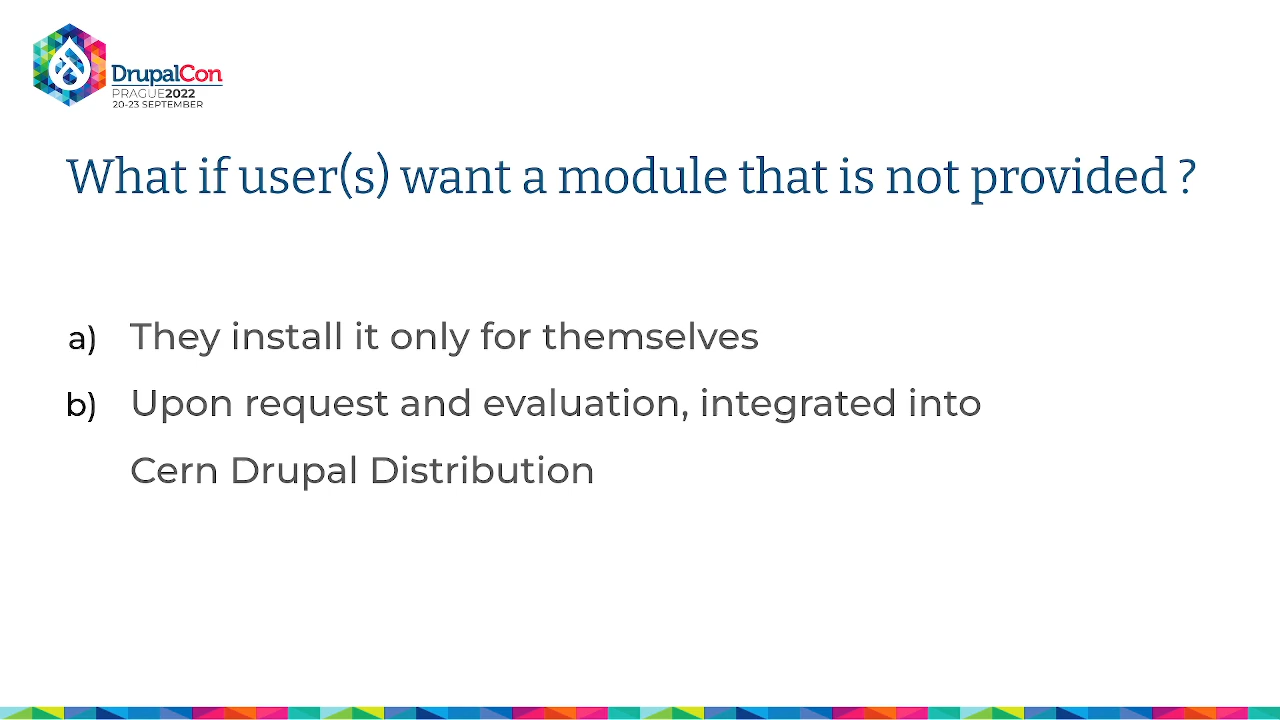 DrupalCon
PRAGUE2022
20-23 SEPTEMBER
What if user(s) want a module that is not provided ?
a) They install it only for themselves
b) Upon request and evaluation, integrated into
Cern Drupal Distribution